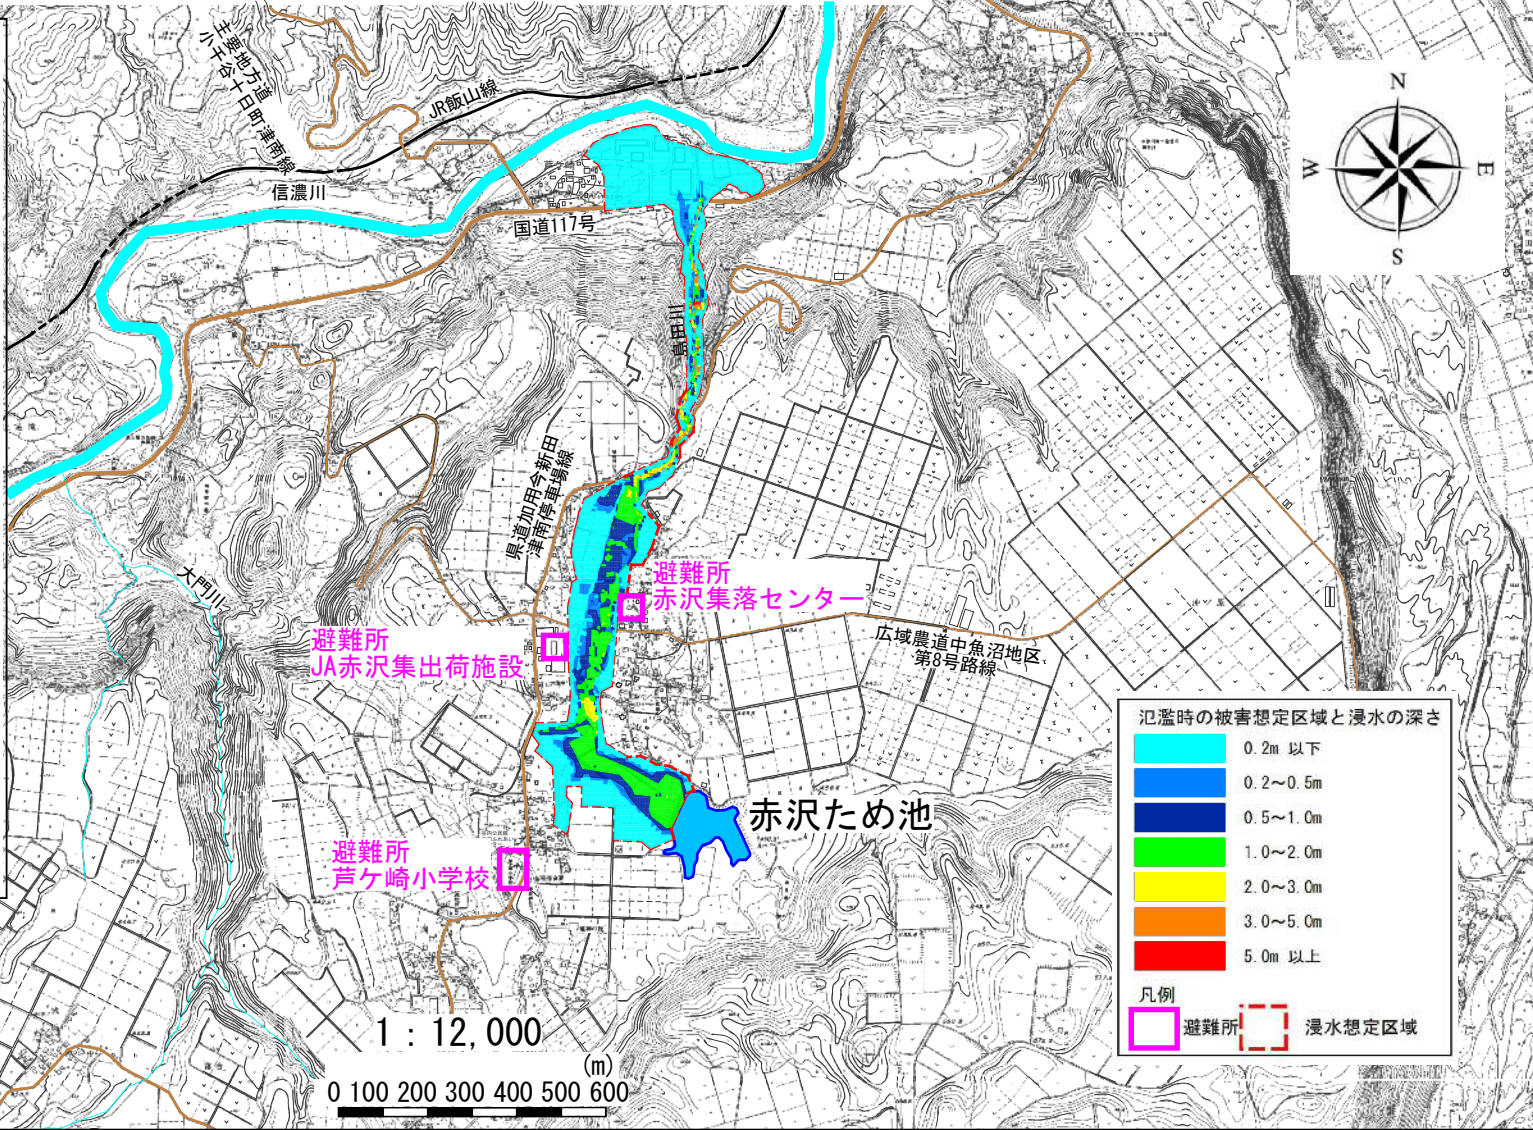 主要地方道
小千谷十日町津南線
JR飯山線
信濃川
芦ケ崎
国道117号
N
W
E
S
島田川
県道加用今新田
津南停車場線
大門川
避難所
赤沢集落センター
避難所
JA赤沢集出荷施設
広域農道中魚沼地区
第8号路線
赤沢ため池
避難所
芦ケ崎小学校
氾濫時の被害想定区域と浸水の深さ
0.2m 以下
0.2～0.5m
0.5～1.0m
1.0～2.0m
2.0～3.0m
3.0～5.0m
5.0m 以上
凡例
避難所
浸水想定区域
1：12,000
(m)
0 100 200 300 400 500 600